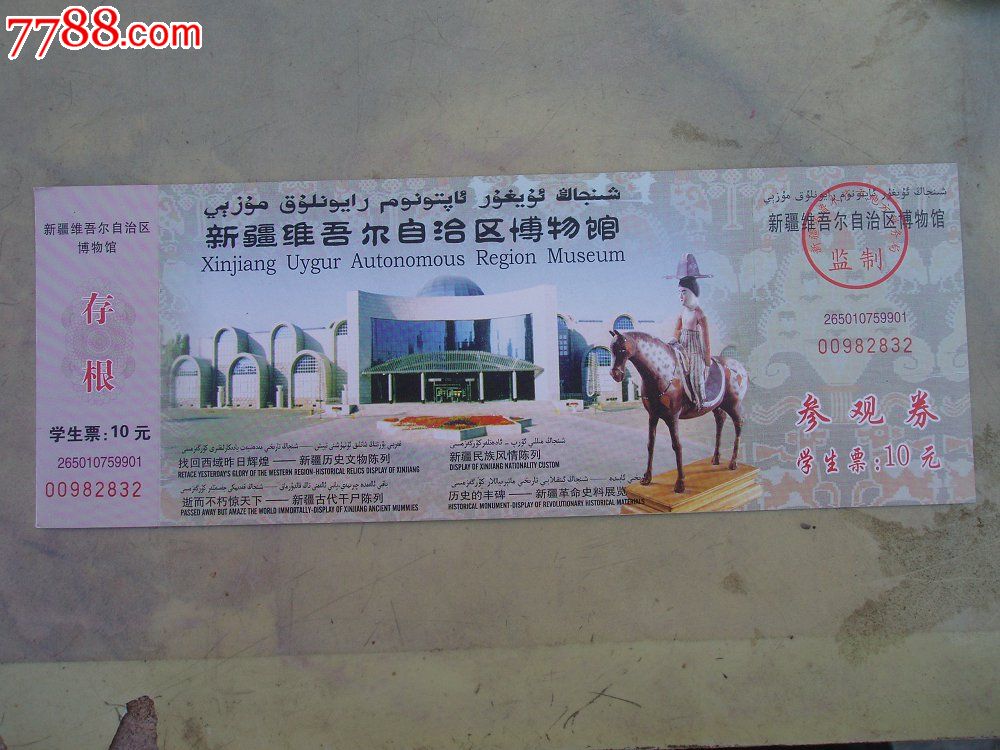 7788.com
新疆维吾尔自治区
博物馆
存
根
学生票:10元
265010759901
00982832
شىنجاڭ ئۇيغۇر ئاپتونوم رايونلۇق مۇزېي
新疆维吾尔自治区博物馆
Xinjiang Uygur Autonomous Region Museum
找回西域昨日辉煌——新疆历史文物陈列
RETACE YESTERDAY'S GLORY OF THE WESTERN REGION-HISTORICAL RELICS DISPLAY OF XINJIANG
逝而不朽惊天下——新疆古代干尸陈列
PASSED AWAY BUT AMAZE THE WORLD IMMORTALLY-DISPLAY OF XINJIANG ANCIENT MUMMIES
新疆民族风情陈列
DISPLAY OF XINJIANG NATIONALITY CUSTOM
历史的丰碑——新疆革命史料展览
HISTORICAL MONUMENT-DISPLAY OF REVOLUTIONARY HISTORICAL MATERIALS
شىنجاڭ ئۇيغۇر ئاپتونوم رايونلۇق مۇزېي
新疆维吾尔自治区博物馆
监制
265010759901
00982832
参观券
学生票:10元